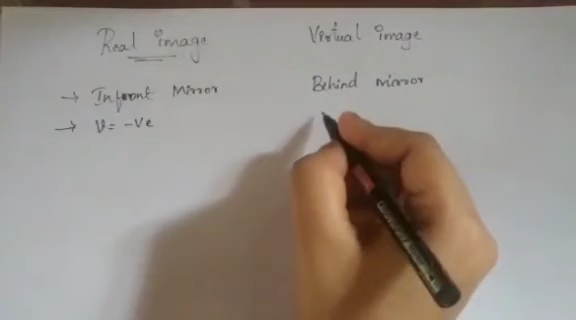 Real image
Virtual image
→ Infront Mirror
Behind mirror
→ V = -Ve